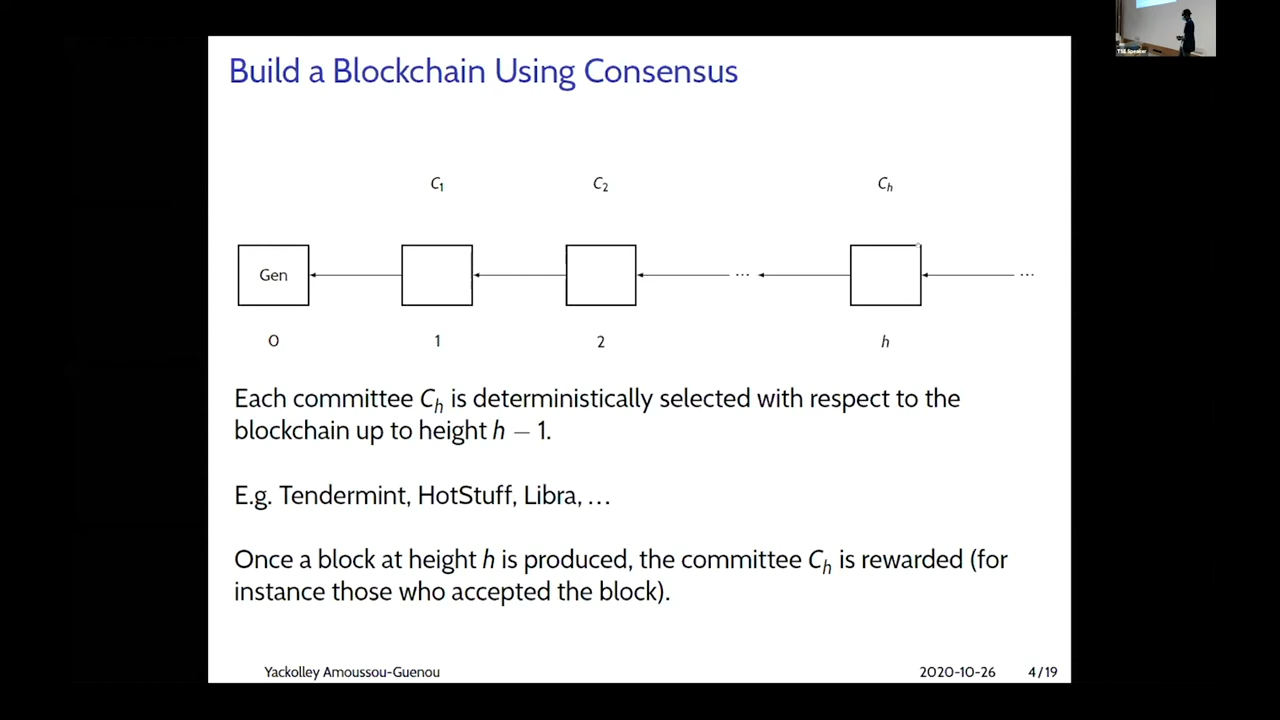 TSE Speaker
Build a Blockchain Using Consensus
C1 C2 Ch
Gen ... ...
0 1 2 h
Each committee Ch is deterministically selected with respect to the
blockchain up to height h − 1.
E.g. Tendermint, HotStuff, Libra, ...
Once a block at height h is produced, the committee Ch is rewarded (for
instance those who accepted the block).
Yackolley Amoussou-Guenou 2020-10-26 4/19